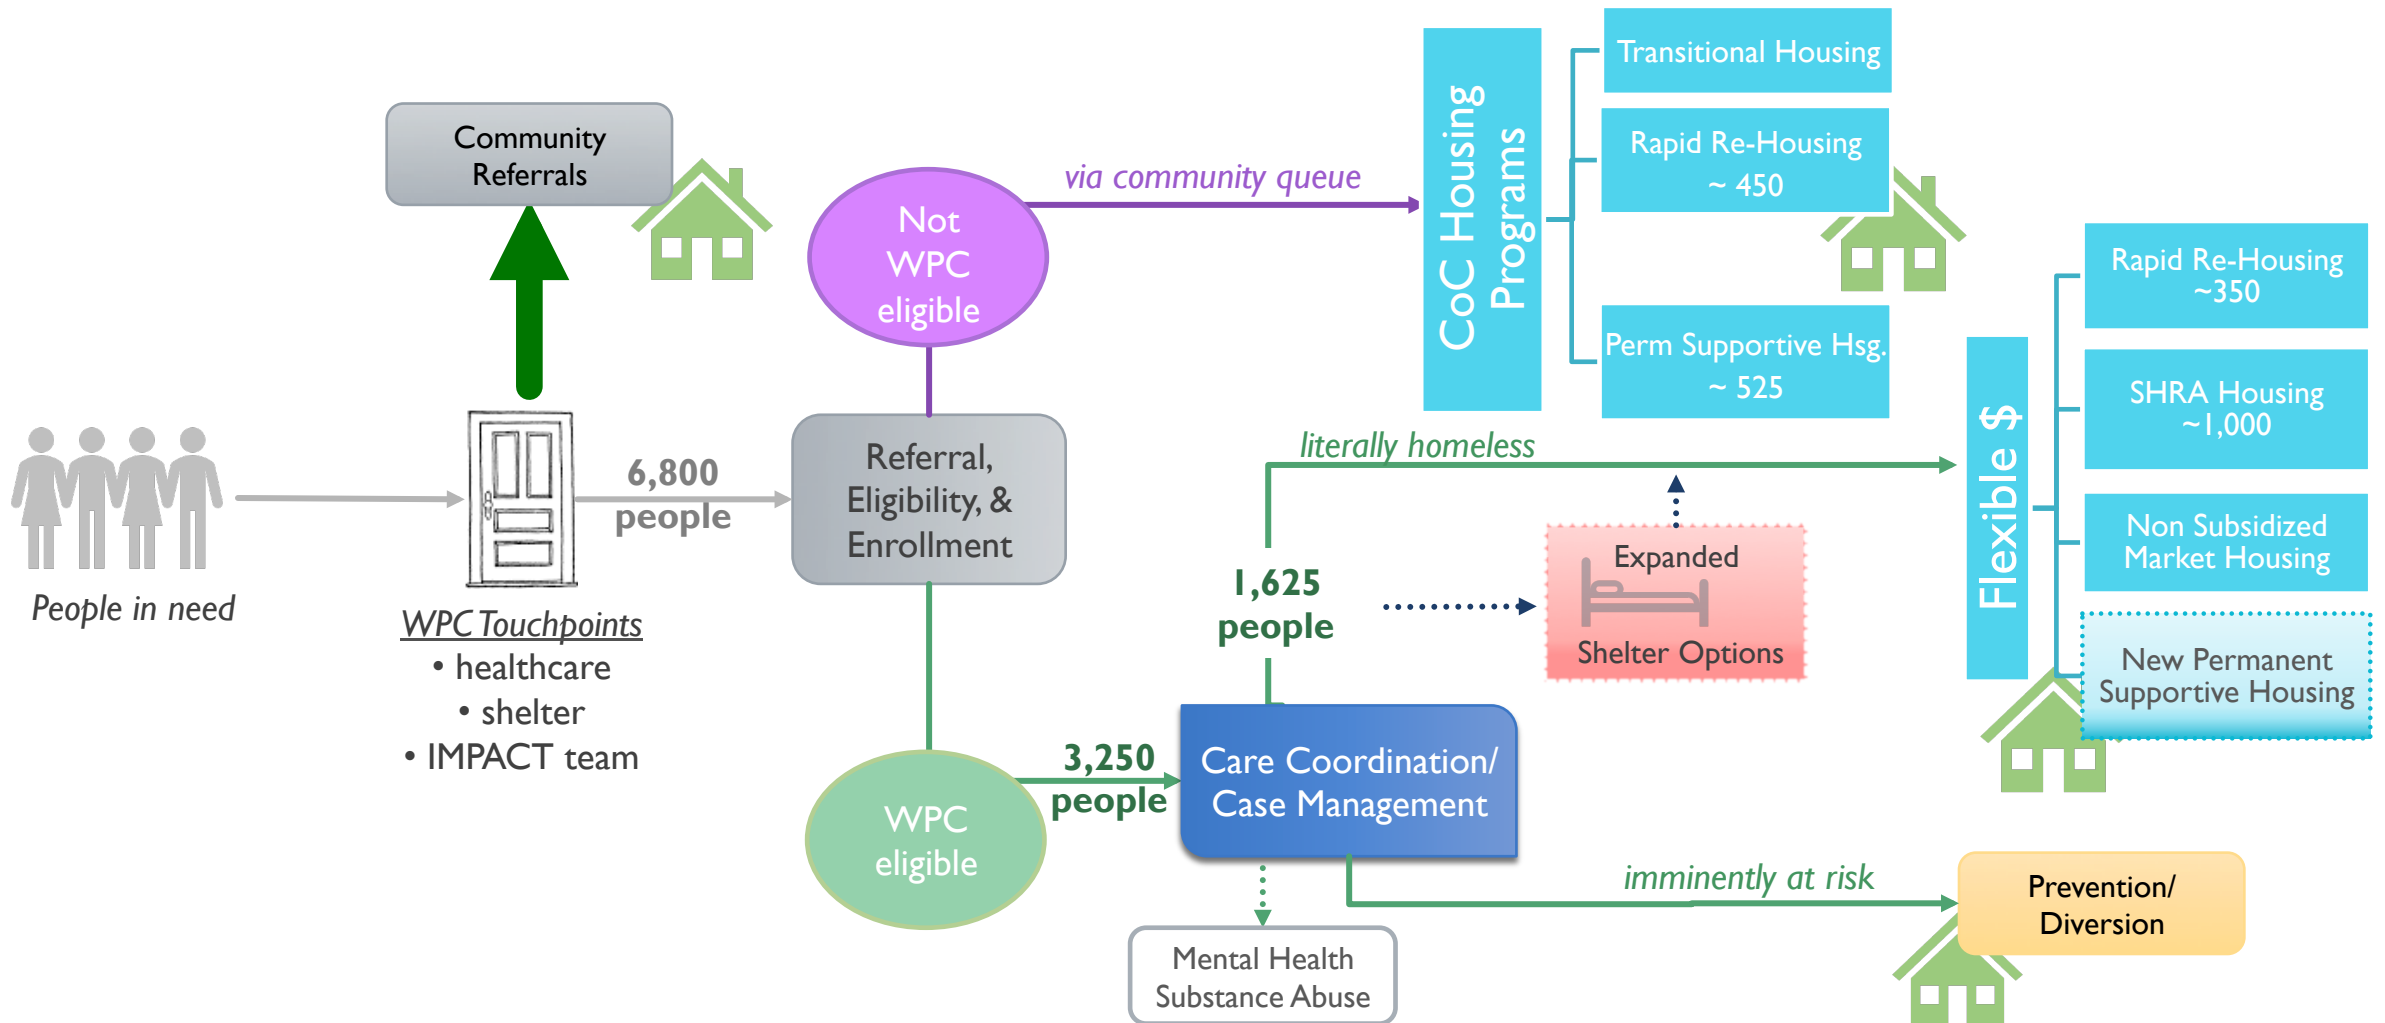 Community
Referrals
People in need
WPC Touchpoints
• healthcare
• shelter
• IMPACT team
6,800
people
Referral,
Eligibility, &
Enrollment
Not
WPC
eligible
via community queue
CoC Housing
Programs
Transitional Housing
Rapid Re-Housing
~ 450
Perm Supportive Hsg.
~ 525
WPC
eligible
3,250
people
Care Coordination/
Case Management
Mental Health
Substance Abuse
1,625
people
literally homeless
Expanded
Shelter Options
Flexible $
Rapid Re-Housing
~350
SHRA Housing
~1,000
Non Subsidized
Market Housing
New Permanent
Supportive Housing
imminently at risk
Prevention/
Diversion